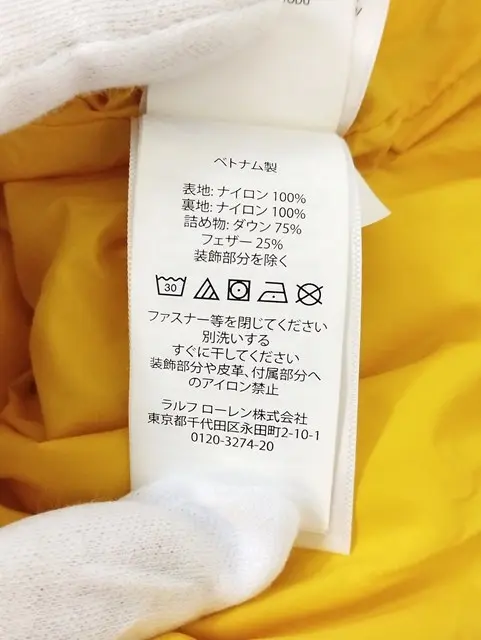 ベトナム製
表地: ナイロン 100%
裏地: ナイロン 100%
詰め物: ダウン 75%
フェザー 25%
装飾部分を除く
30
ファスナー等を閉じてください
別洗いする
すぐに干してください
装飾部分や皮革、付属部分へ
のアイロン禁止
ラルフ ローレン株式会社
東京都千代田区永田町2-10-1
0120-3274-20